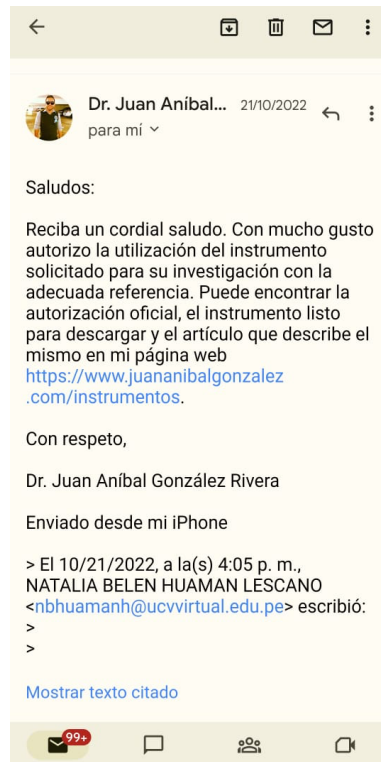 Dr. Juan Aníbal... 21/10/2022
para mí
Saludos:
Reciba un cordial saludo. Con mucho gusto
autorizo la utilización del instrumento
solicitado para su investigación con la
adecuada referencia. Puede encontrar la
autorización oficial, el instrumento listo
para descargar y el artículo que describe el
mismo en mi página web
https://www.juananibalgonzalez
.com/instrumentos.
Con respeto,
Dr. Juan Aníbal González Rivera
Enviado desde mi iPhone
> El 10/21/2022, a la(s) 4:05 p. m.,
NATALIA BELEN HUAMAN LESCANO
<nbhuamanh@ucvvirtual.edu.pe> escribió:
>
>
Mostrar texto citado
99+